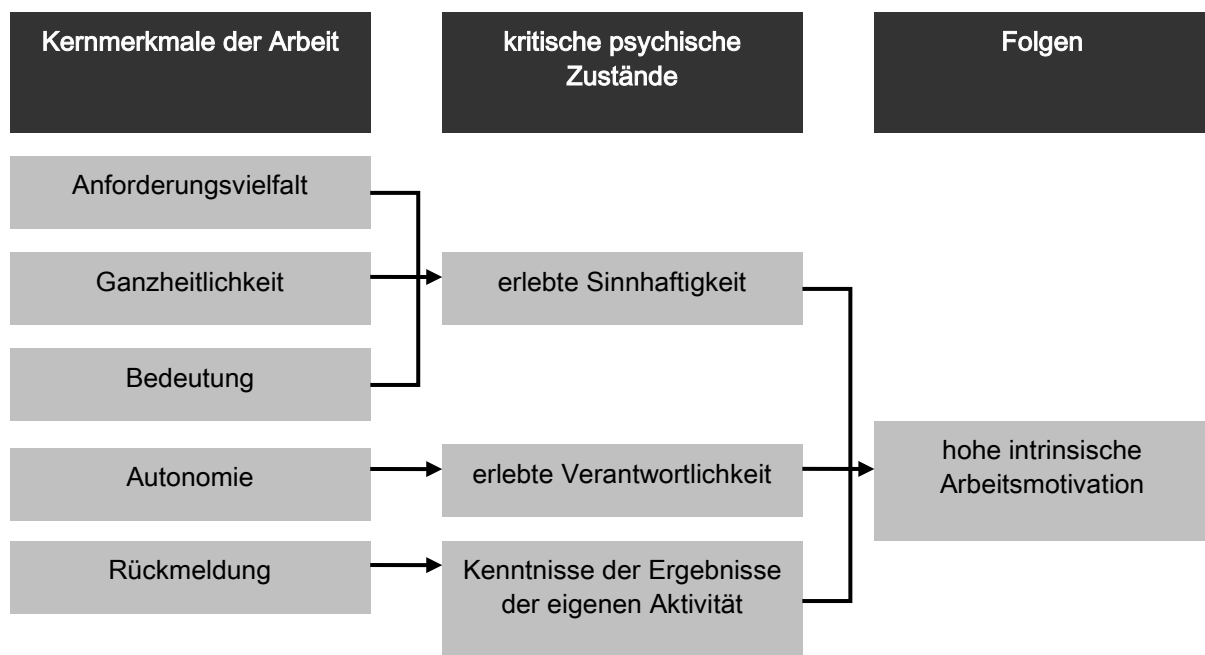 Kernmerkmale der Arbeit
kritische psychische
Zustände
Folgen
Anforderungsvielfalt
Ganzheitlichkeit
erlebte Sinnhaftigkeit
Bedeutung
Autonomie
erlebte Verantwortlichkeit
hohe intrinsische
Arbeitsmotivation
Rückmeldung
Kenntnisse der Ergebnisse
der eigenen Aktivität